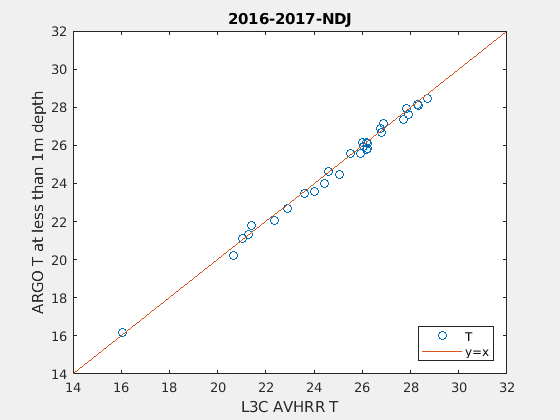 2016-2017-NDJ
32
30
28
26
24
22
20
18
16
14
ARGO T at less than 1m depth
T
y=x
14 16 18 20 22 24 26 28 30 32
L3C AVHRR T